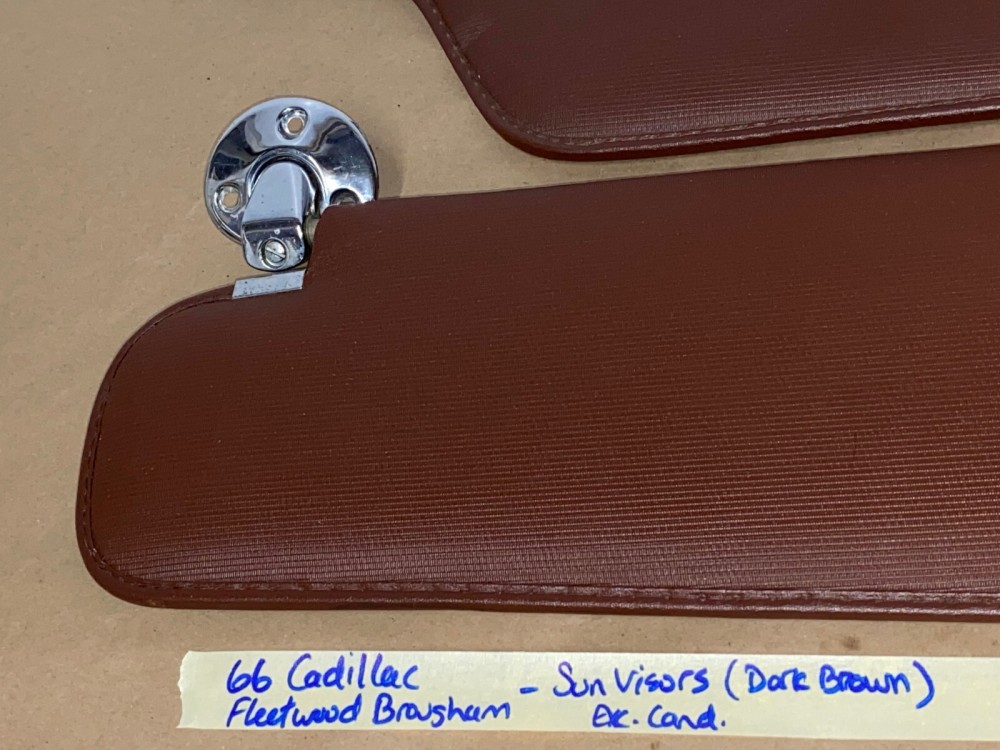 66 Cadillac - Sun Visors (Dark Brown)
Fleetwood Brougham Ex. Cond.